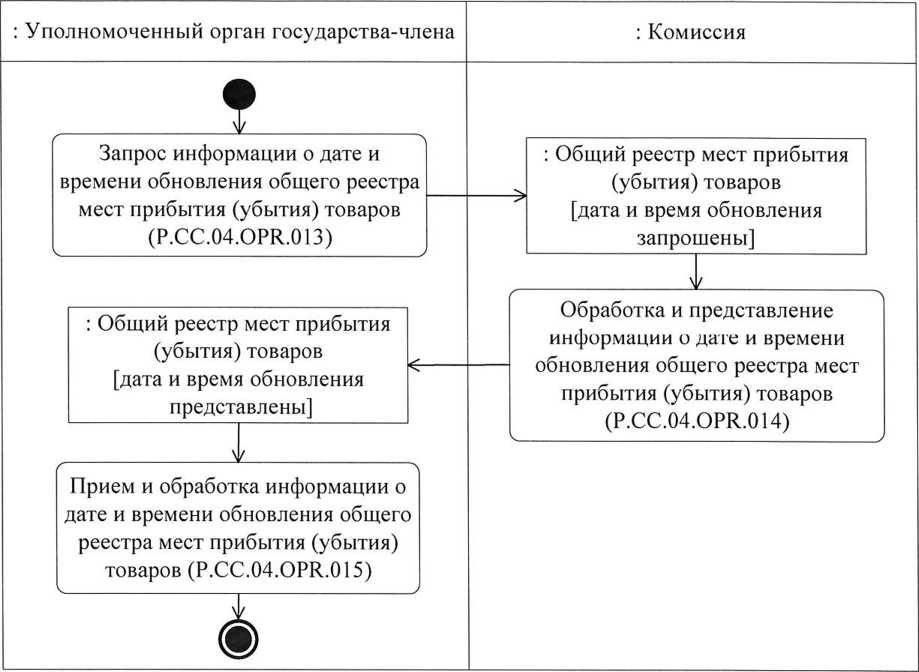 : Уполномоченный орган государства-члена
: Комиссия
Запрос информации о дате и
времени обновления общего реестра
мест прибытия (убытия) товаров
(P.CC.04.OPR.013)
: Общий реестр мест прибытия
(убытия) товаров
[дата и время обновления
запрошены]
Обработка и представление
информации о дате и времени
обновления общего реестра мест
прибытия (убытия) товаров
(P.CC.04.OPR.014)
: Общий реестр мест прибытия
(убытия) товаров
[дата и время обновления
представлены]
Прием и обработка информации о
дате и времени обновления общего
реестра мест прибытия (убытия)
товаров (P.CC.04.OPR.015)